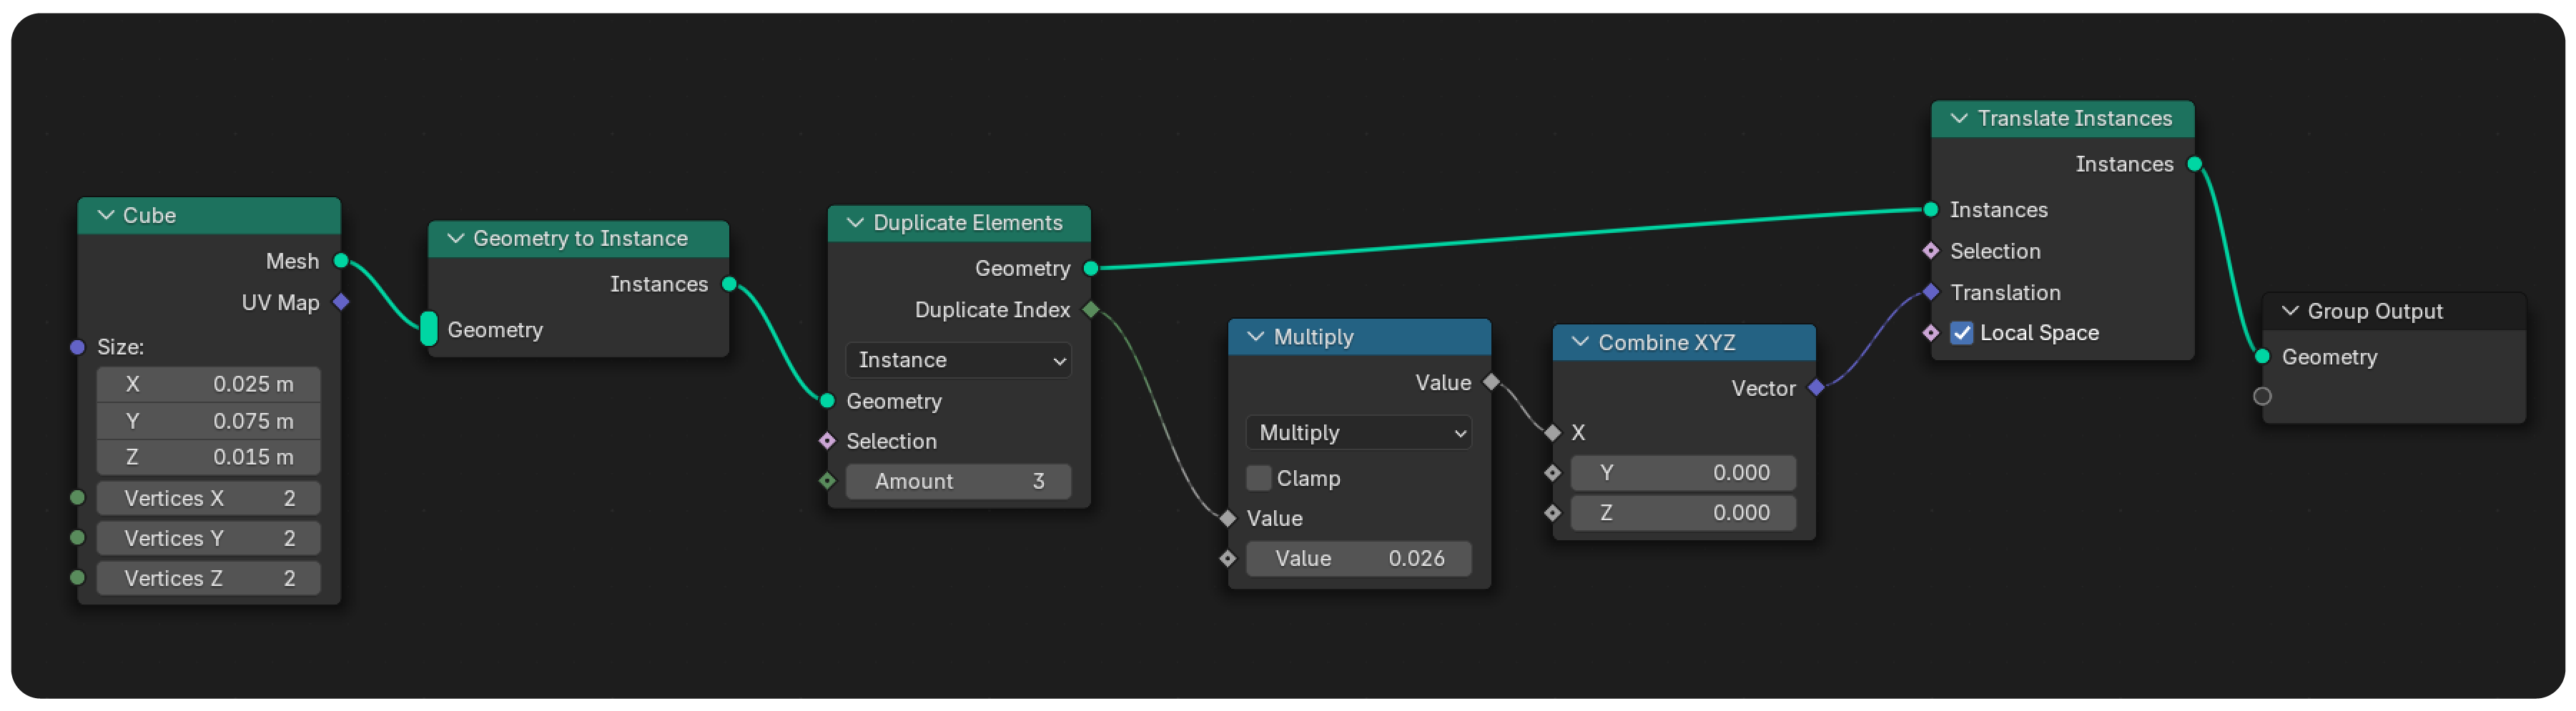 Cube
Mesh
UV Map
Size:
X 0.025 m
Y 0.075 m
Z 0.015 m
Vertices X 2
Vertices Y 2
Vertices Z 2
Geometry to Instance
Instances
Geometry
Duplicate Elements
Geometry
Duplicate Index
Instance
Geometry
Selection
Amount 3
Multiply
Value
Multiply
Clamp
Value
Value 0.026
Combine XYZ
Vector
X
Y 0.000
Z 0.000
Translate Instances
Instances
Instances
Selection
Translation
Local Space
Group Output
Geometry